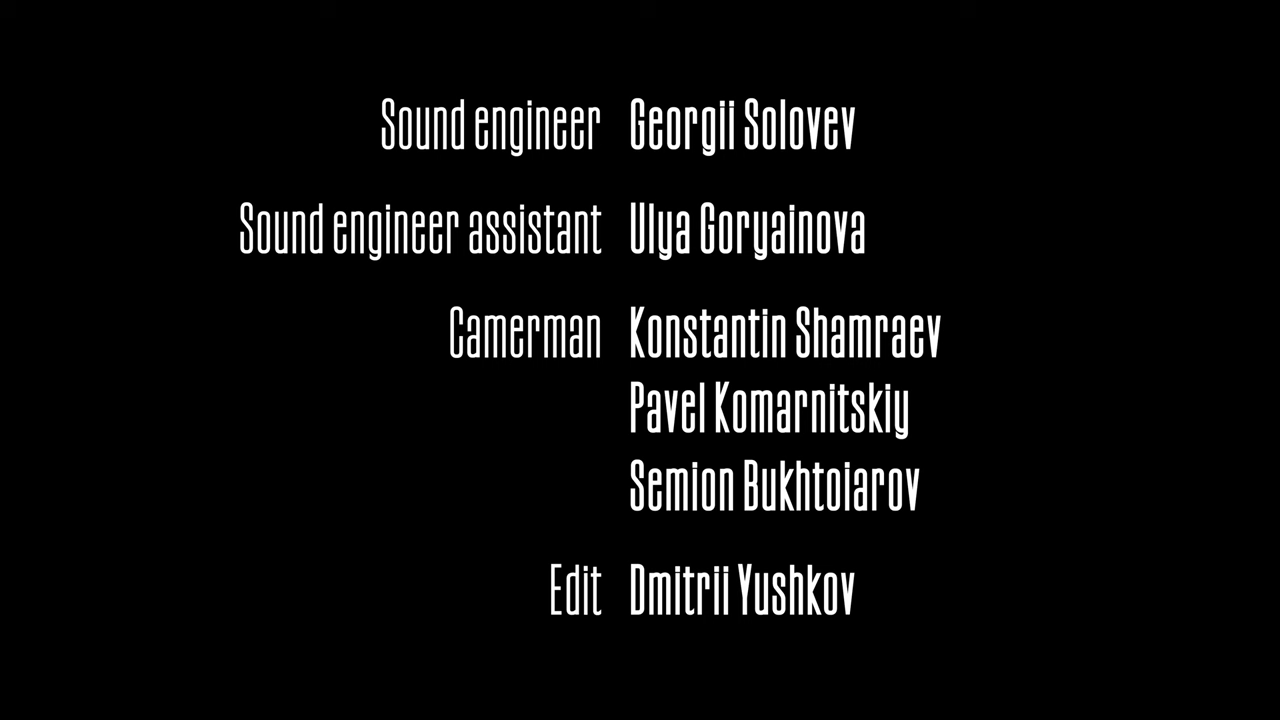 Sound engineer Georgii Solovev
Sound engineer assistant Ulya Goryainova
Camerman Konstantin Shamraev
Pavel Komarnitskiy
Semion Bukhtoiarov
Edit Dmitrii Yushkov